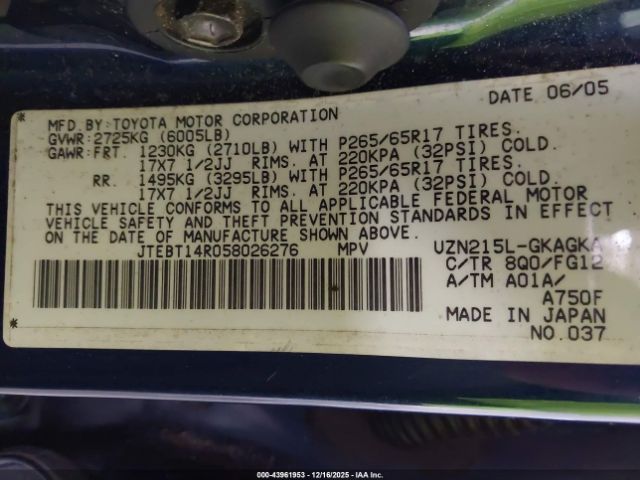 DATE 06/05
MFD. BY: TOYOTA MOTOR CORPORATION
GVWR: 2725KG (6005LB)
GAWR: FRT. 1230KG (2710LB) WITH P265/65R17 TIRES.
17X7 1/2JJ RIMS. AT 220KPA (32PSI) COLD.
RR. 1495KG (3295LB) WITH P265/65R17 TIRES.
17X7 1/2JJ RIMS. AT 220KPA (32PSI) COLD.
THIS VEHICLE CONFORMS TO ALL APPLICABLE FEDERAL MOTOR
VEHICLE SAFETY AND THEFT PREVENTION STANDARDS IN EFFECT
ON THE DATE OF MANUFACTURE SHOWN ABOVE.
JTEBT14R058026276 MPV UZN215L-GKAGKA
C/TR 8Q0/FG12
A/TM A01A/
A750F
MADE IN JAPAN
NO.037
000-43961953 - 12/16/2025 - IAA Inc.